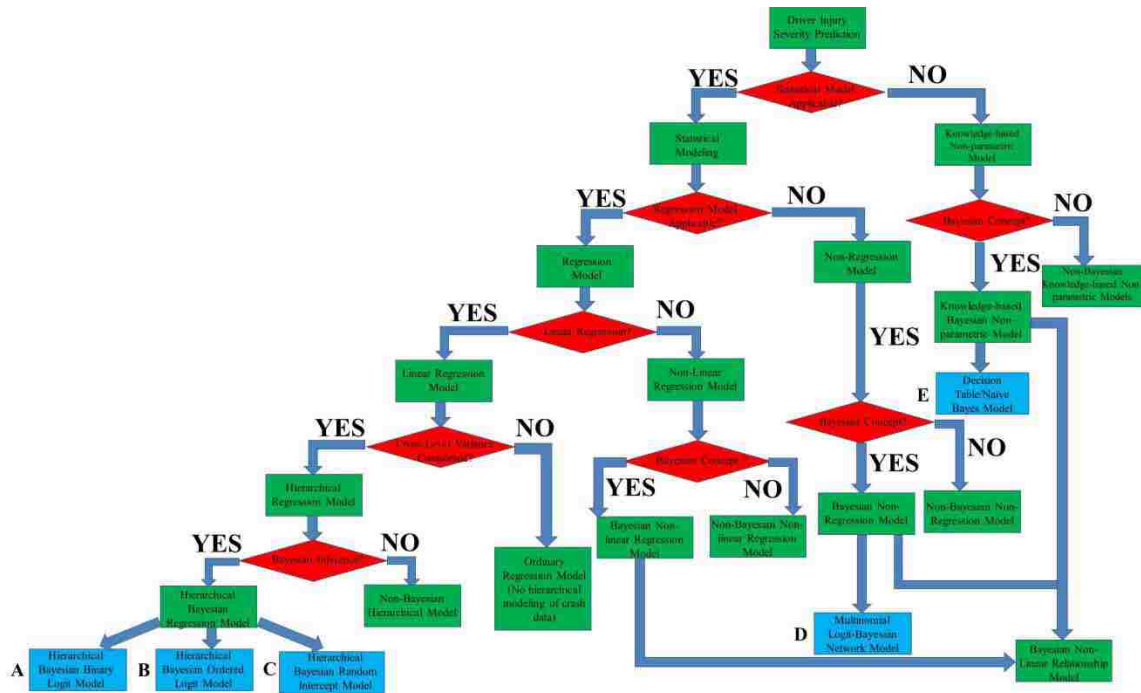 Driver Injury
Severity Prediction
YES
NO
Statistical Model
Applicable?
Statistical
Modeling
Knowledge-based
Non-parametric
Model
YES
NO
Regression Model
Applicable?
NO
Bayesian Concept?
Regression
Model
Non-Regression
Model
YES
Non-Bayesian
Knowledge-based Non-
parametric Models
YES
NO
Linear Regression?
YES
Knowledge-based
Bayesian Non-
parametric Model
Linear Regression
Model
Non-Linear
Regression Model
E
Decision
Table/Naive
Bayes Model
YES
NO
Cross-Level Variance
Bayesian Concept?
Bayesian Concept?
NO
YES
YES
NO
Hierarchical
Regression Model
Bayesian Non-
Regression Model
Non-Bayesian Non-
Regression Model
YES
NO
Bayesian Inference?
Bayesian Non-
linear Regression
Model
Non-Bayesian Non-
linear Regression Model
Ordinary
Regression Model
(No hierarchical
modeling of crash
data)
Hierarchical
Bayesian
Regression Model
Non-Bayesian
Hierarchical Model
D
Multinomial
Logit-Bayesian
Network Model
A
Hierarchical
Bayesian Binary
Logit Model
B
Hierarchical
Bayesian Ordered
Logit Model
C
Hierarchical
Bayesian Random
Intercept Model
Bayesian Non-
Linear Relationship
Model